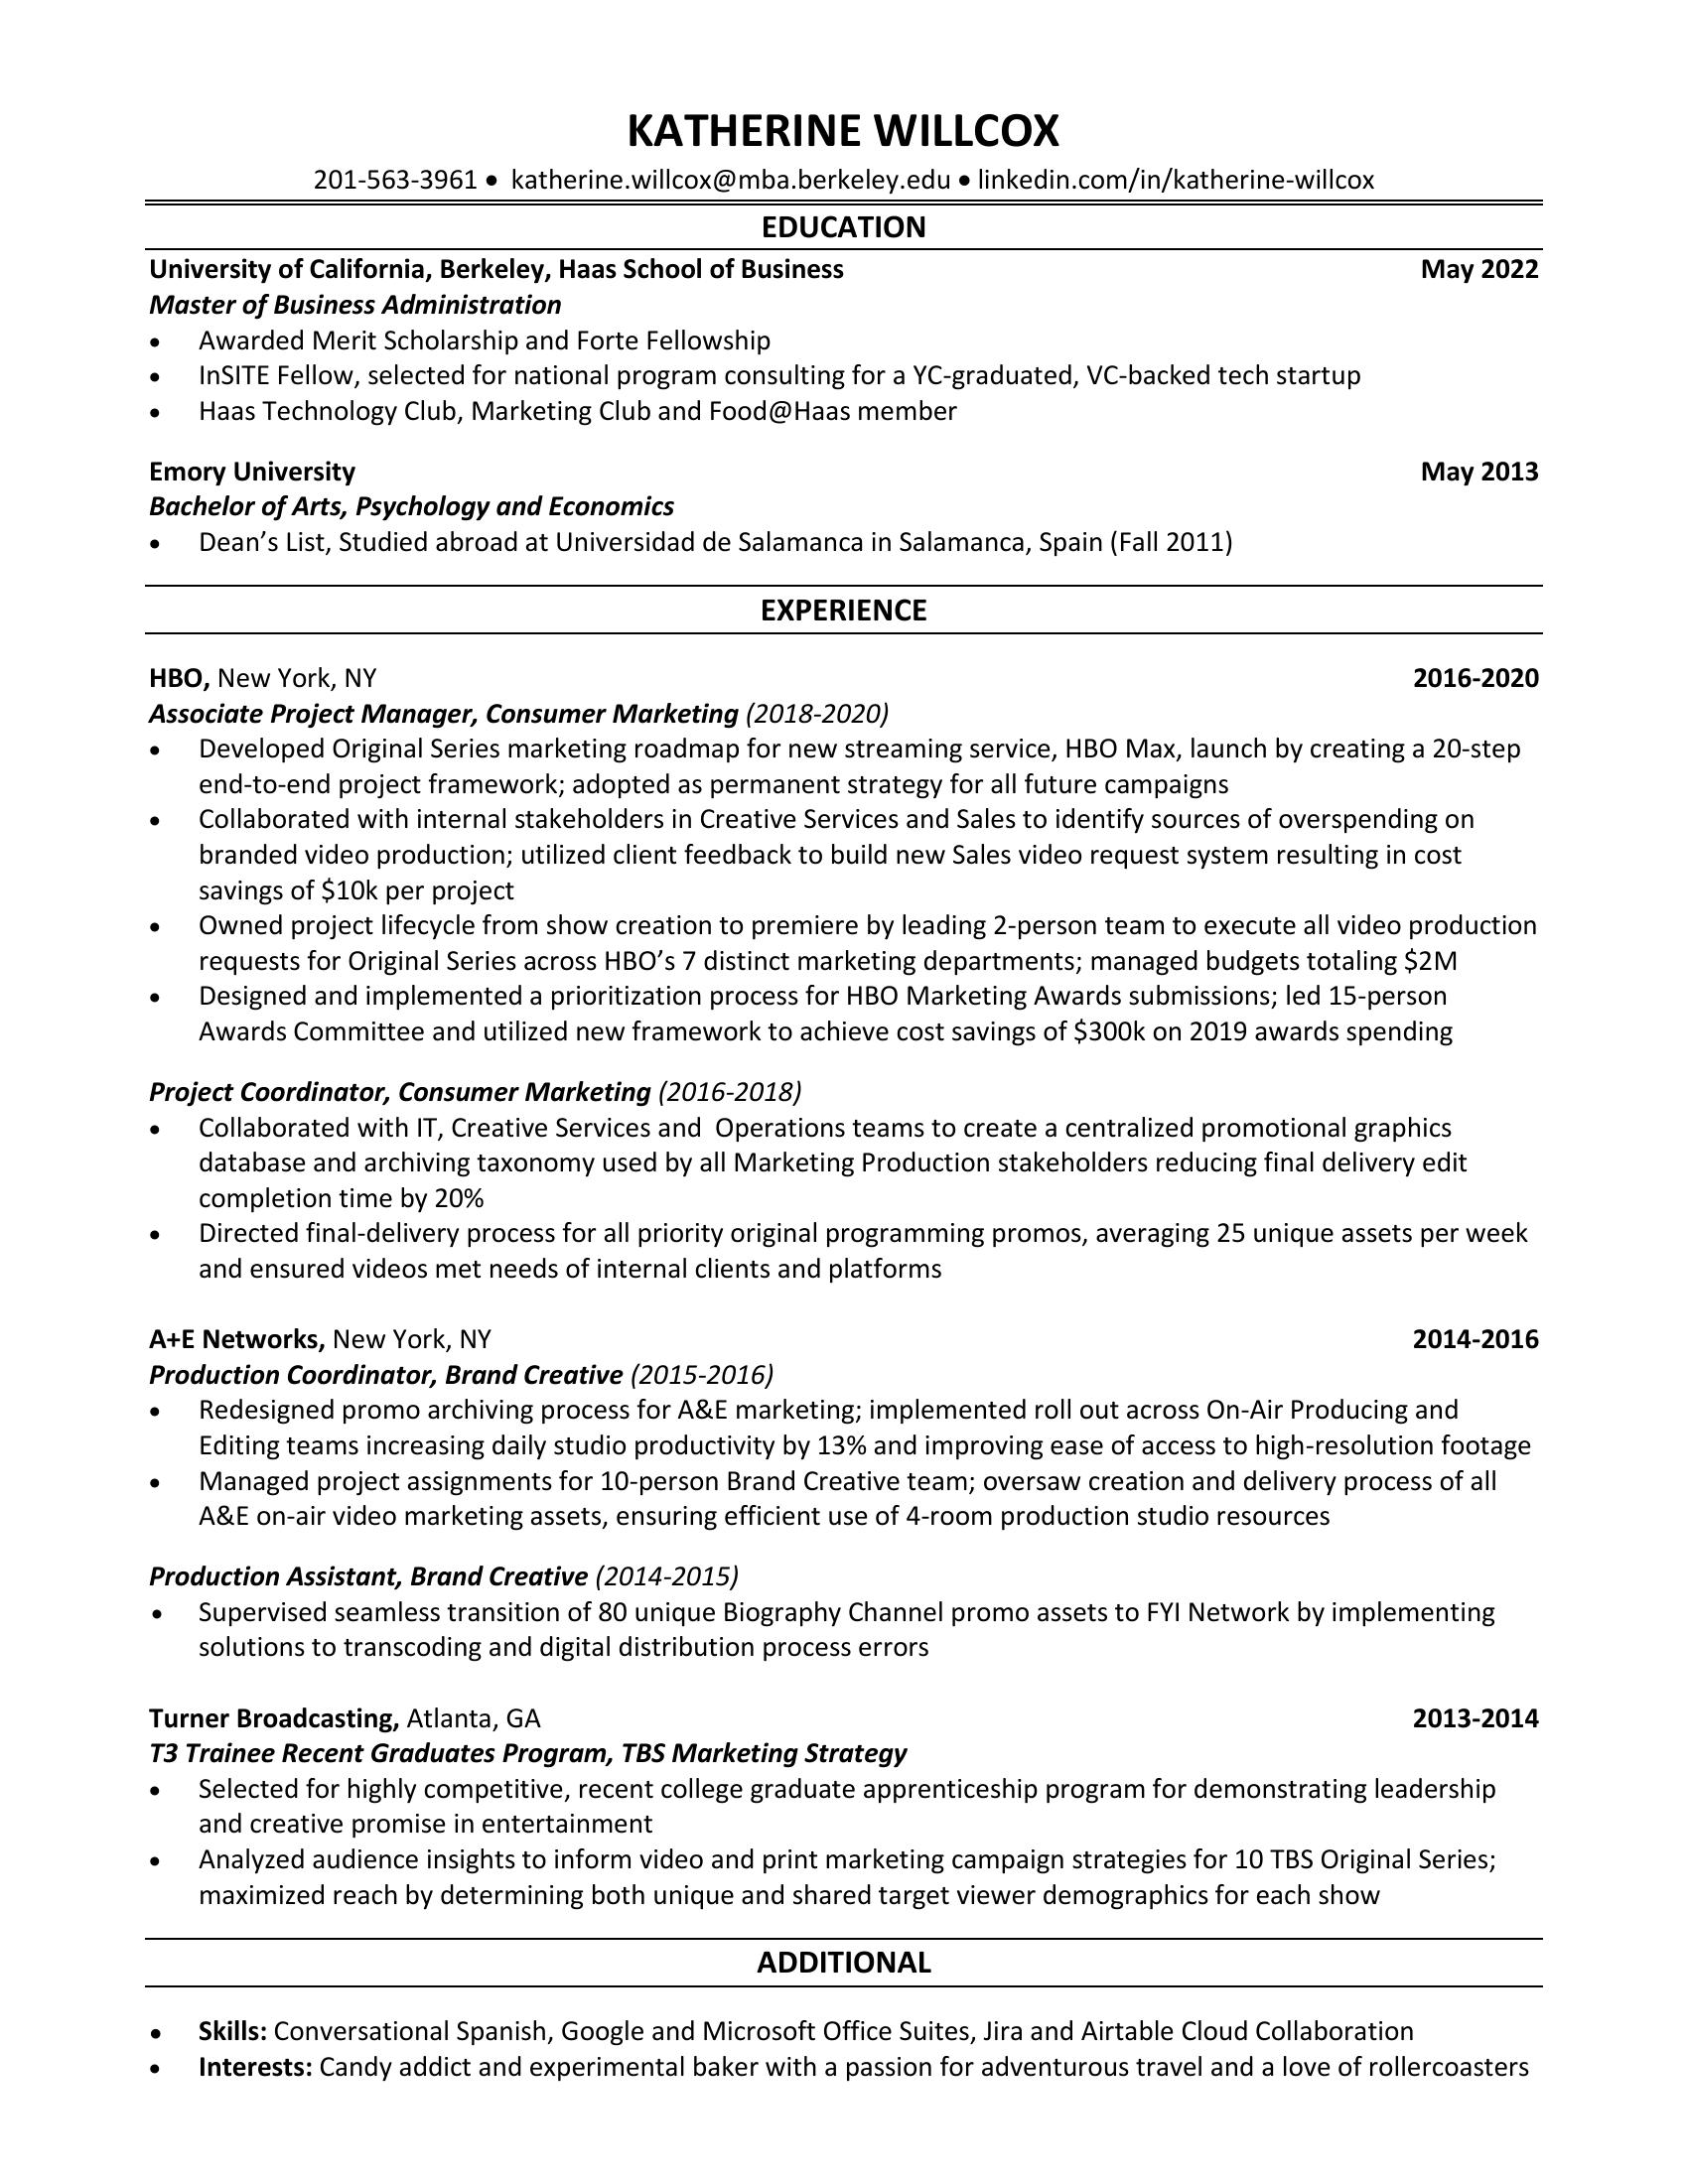 KATHERINE WILLCOX
201-563-3961 • katherine.willcox@mba.berkeley.edu • linkedin.com/in/katherine-willcox
EDUCATION
University of California, Berkeley, Haas School of Business May 2022
Master of Business Administration
• Awarded Merit Scholarship and Forte Fellowship
• InSITE Fellow, selected for national program consulting for a YC-graduated, VC-backed tech startup
• Haas Technology Club, Marketing Club and Food@Haas member
Emory University May 2013
Bachelor of Arts, Psychology and Economics
• Dean’s List, Studied abroad at Universidad de Salamanca in Salamanca, Spain (Fall 2011)
EXPERIENCE
HBO, New York, NY 2016-2020
Associate Project Manager, Consumer Marketing (2018-2020)
• Developed Original Series marketing roadmap for new streaming service, HBO Max, launch by creating a 20-step
end-to-end project framework; adopted as permanent strategy for all future campaigns
• Collaborated with internal stakeholders in Creative Services and Sales to identify sources of overspending on
branded video production; utilized client feedback to build new Sales video request system resulting in cost
savings of $10k per project
• Owned project lifecycle from show creation to premiere by leading 2-person team to execute all video production
requests for Original Series across HBO’s 7 distinct marketing departments; managed budgets totaling $2M
• Designed and implemented a prioritization process for HBO Marketing Awards submissions; led 15-person
Awards Committee and utilized new framework to achieve cost savings of $300k on 2019 awards spending
Project Coordinator, Consumer Marketing (2016-2018)
• Collaborated with IT, Creative Services and  Operations teams to create a centralized promotional graphics
database and archiving taxonomy used by all Marketing Production stakeholders reducing final delivery edit
completion time by 20%
• Directed final-delivery process for all priority original programming promos, averaging 25 unique assets per week
and ensured videos met needs of internal clients and platforms
A+E Networks, New York, NY 2014-2016
Production Coordinator, Brand Creative (2015-2016)
• Redesigned promo archiving process for A&E marketing; implemented roll out across On-Air Producing and
Editing teams increasing daily studio productivity by 13% and improving ease of access to high-resolution footage
• Managed project assignments for 10-person Brand Creative team; oversaw creation and delivery process of all
A&E on-air video marketing assets, ensuring efficient use of 4-room production studio resources
Production Assistant, Brand Creative (2014-2015)
• Supervised seamless transition of 80 unique Biography Channel promo assets to FYI Network by implementing
solutions to transcoding and digital distribution process errors
Turner Broadcasting, Atlanta, GA 2013-2014
T3 Trainee Recent Graduates Program, TBS Marketing Strategy
• Selected for highly competitive, recent college graduate apprenticeship program for demonstrating leadership
and creative promise in entertainment
• Analyzed audience insights to inform video and print marketing campaign strategies for 10 TBS Original Series;
maximized reach by determining both unique and shared target viewer demographics for each show
ADDITIONAL
• Skills: Conversational Spanish, Google and Microsoft Office Suites, Jira and Airtable Cloud Collaboration
• Interests: Candy addict and experimental baker with a passion for adventurous travel and a love of rollercoasters